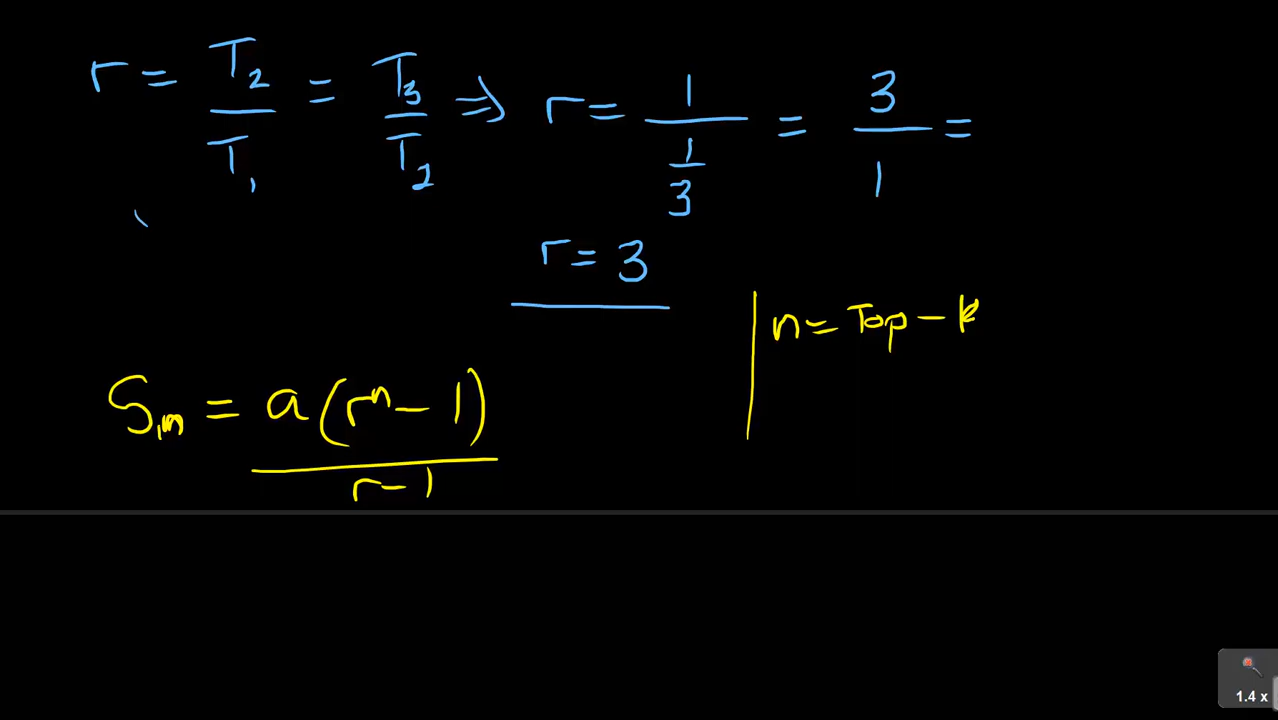 r = T₂/T₁ = T₃/T₂ ⇒ r = 1/(1/3) = 3/1 =
r = 3
n = Top -
Sₙ = a(rⁿ - 1)/(r - 1)
1.4 x